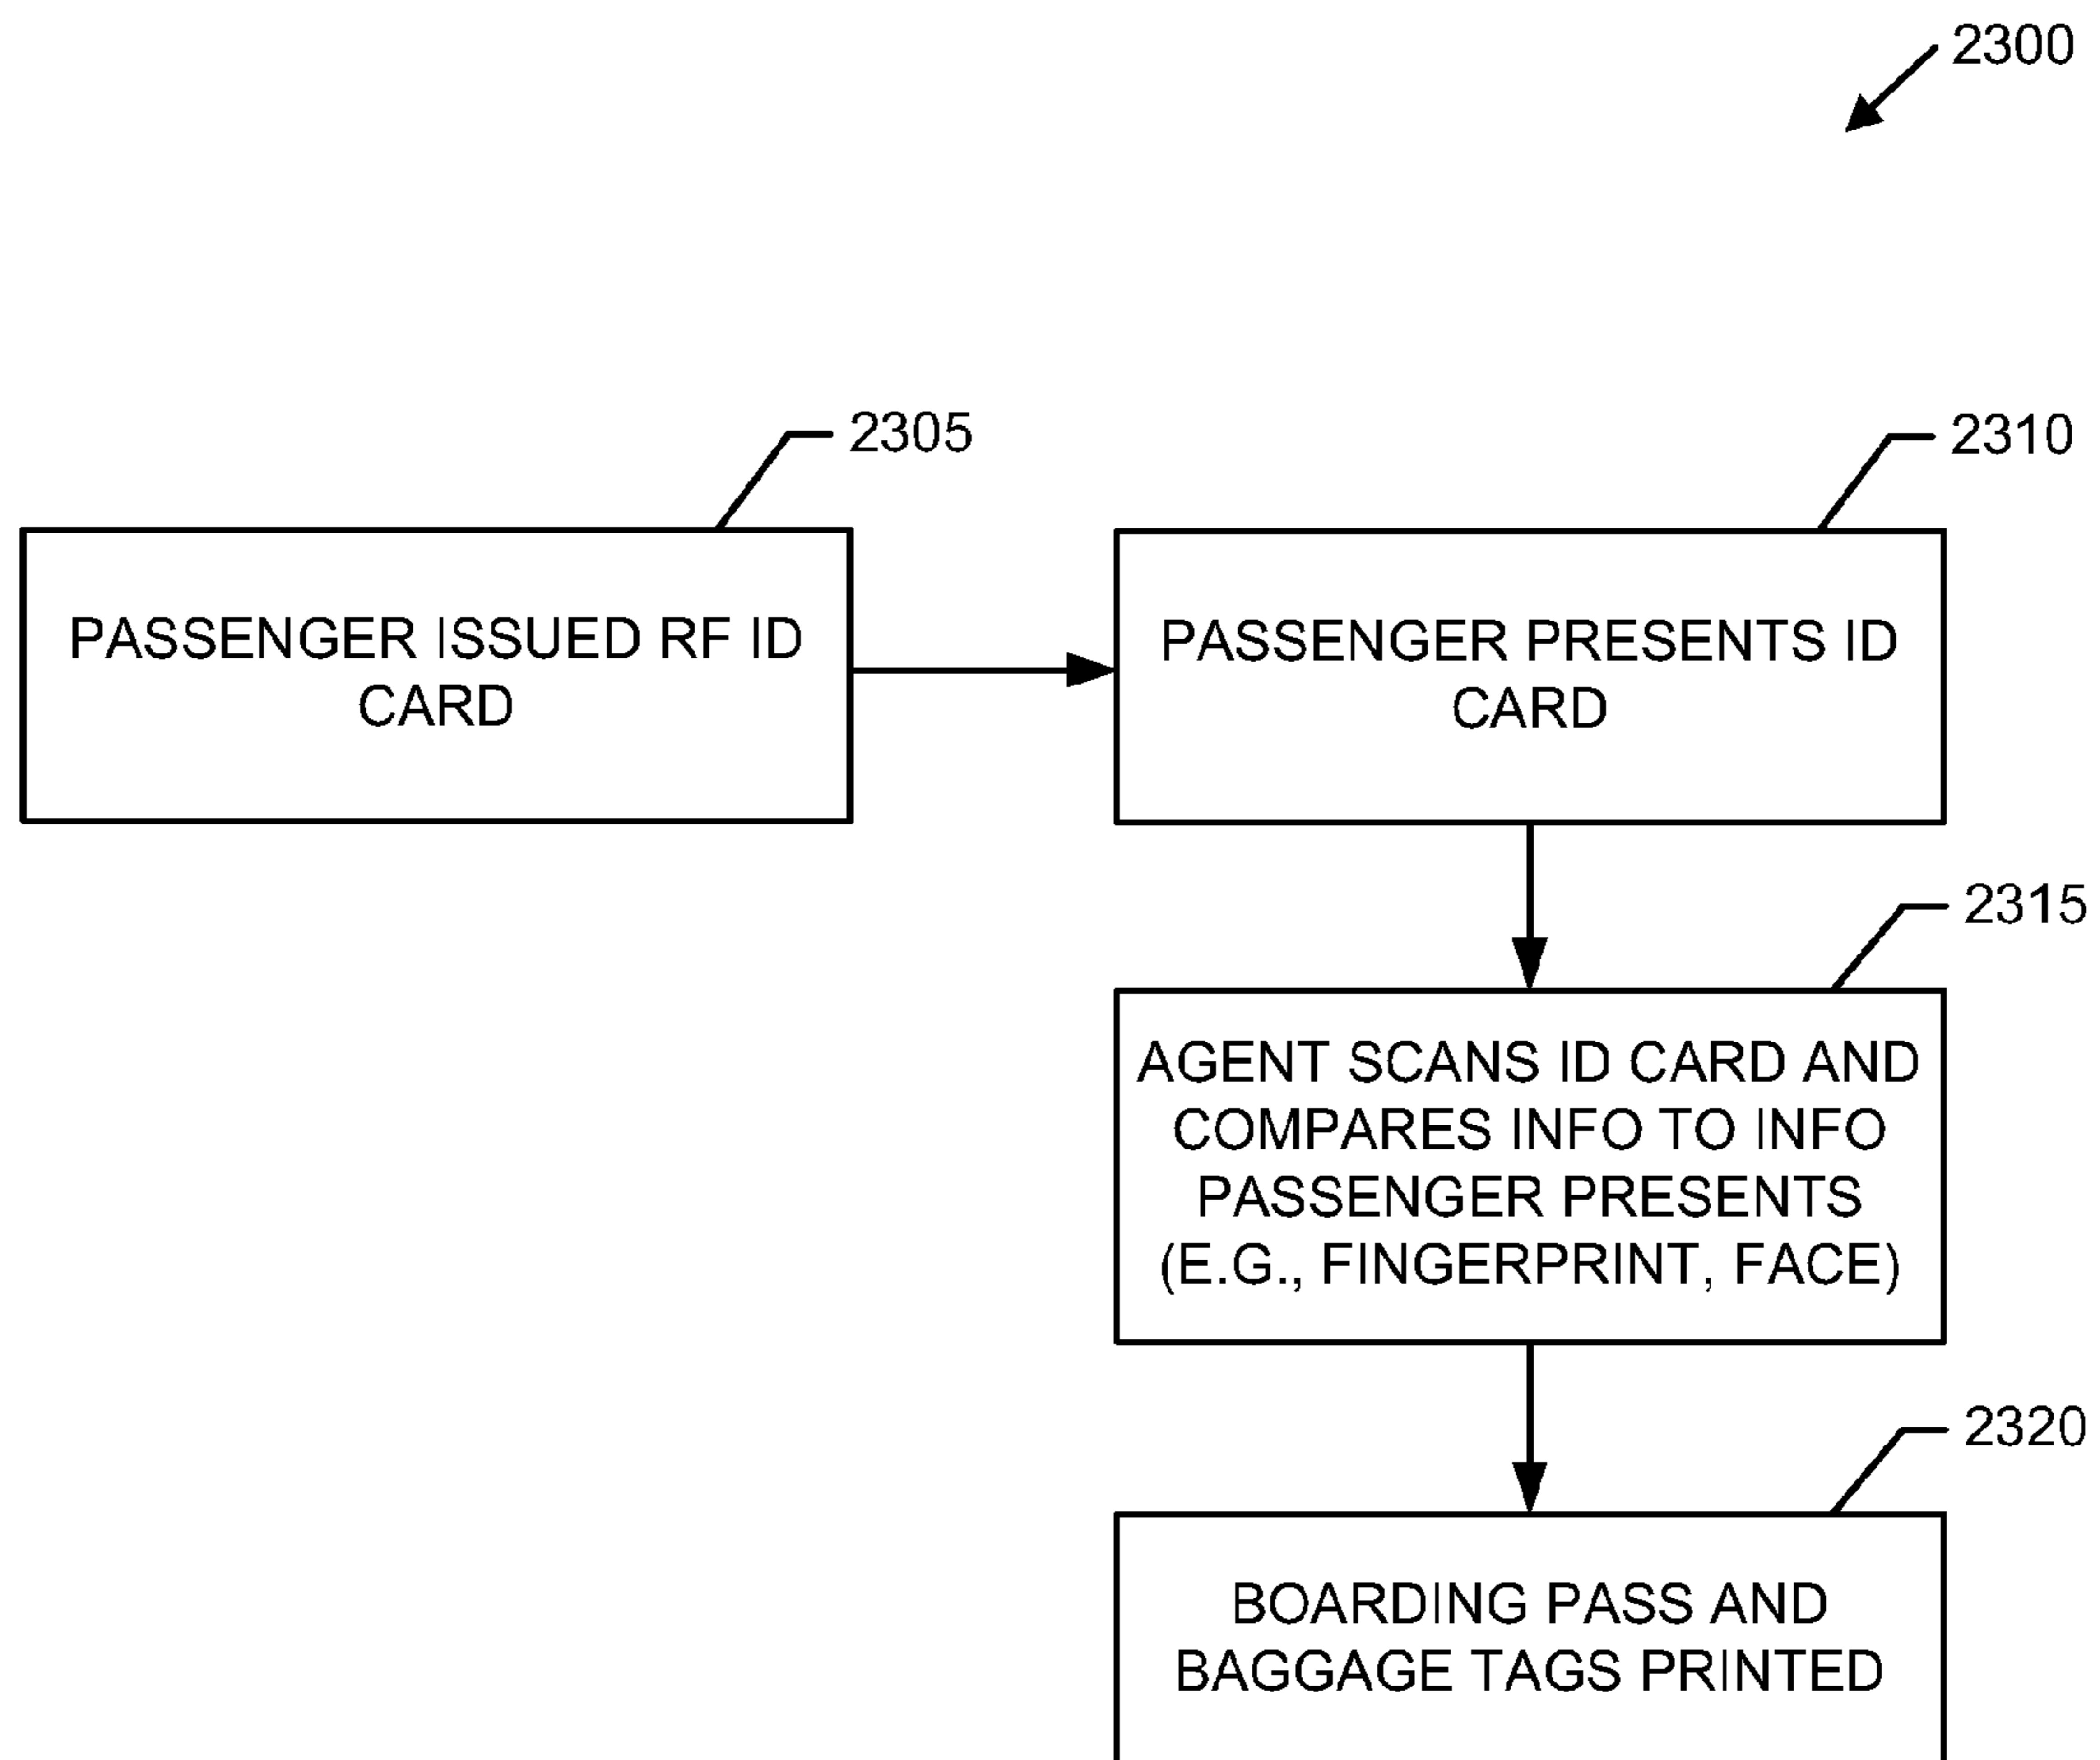 2300
2305
2310
PASSENGER ISSUED RF ID
CARD
PASSENGER PRESENTS ID
CARD
2315
AGENT SCANS ID CARD AND
COMPARES INFO TO INFO
PASSENGER PRESENTS
(E.G., FINGERPRINT, FACE)
2320
BOARDING PASS AND
BAGGAGE TAGS PRINTED